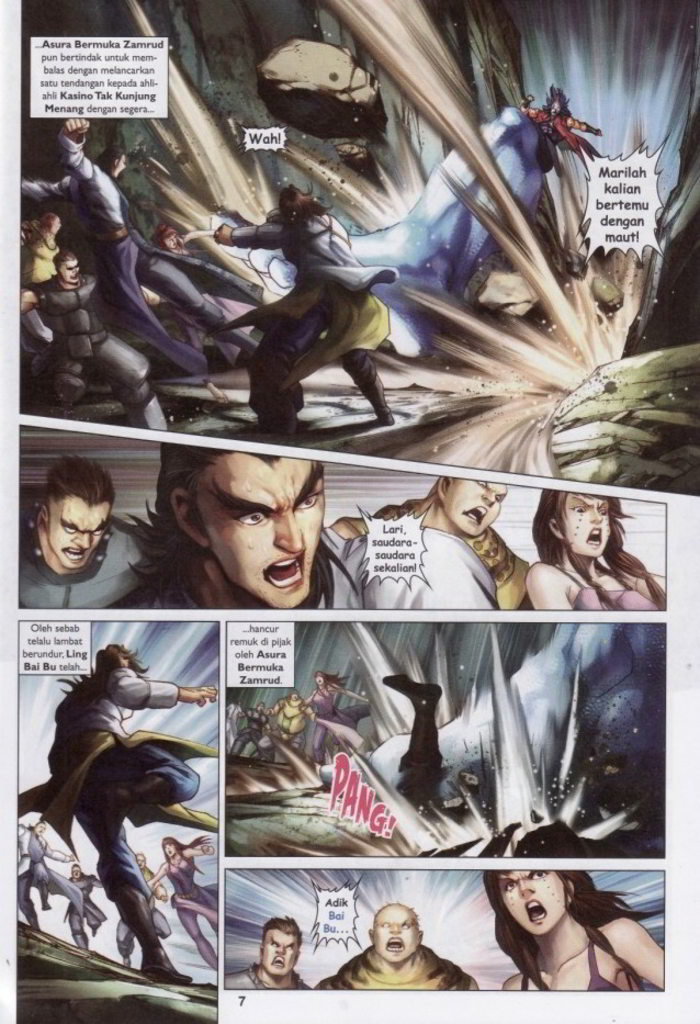 ...Asura Bermuka Zamrud
pun bertindak untuk mem-
balas dengan melancarkan
satu tendangan kepada ahli-
ahli Kasino Tak Kunjung
Menang dengan segera...
Wah!
Marilah
kalian
bertemu
dengan
maut!
Lari,
saudara-
saudara
sekalian!
Oleh sebab
telalu lambat
berundur, Ling
Bai Bu telah...
...hancur
remuk di pijak
oleh Asura
Bermuka
Zamrud.
PANG!
Adik
Bai
Bu...
7